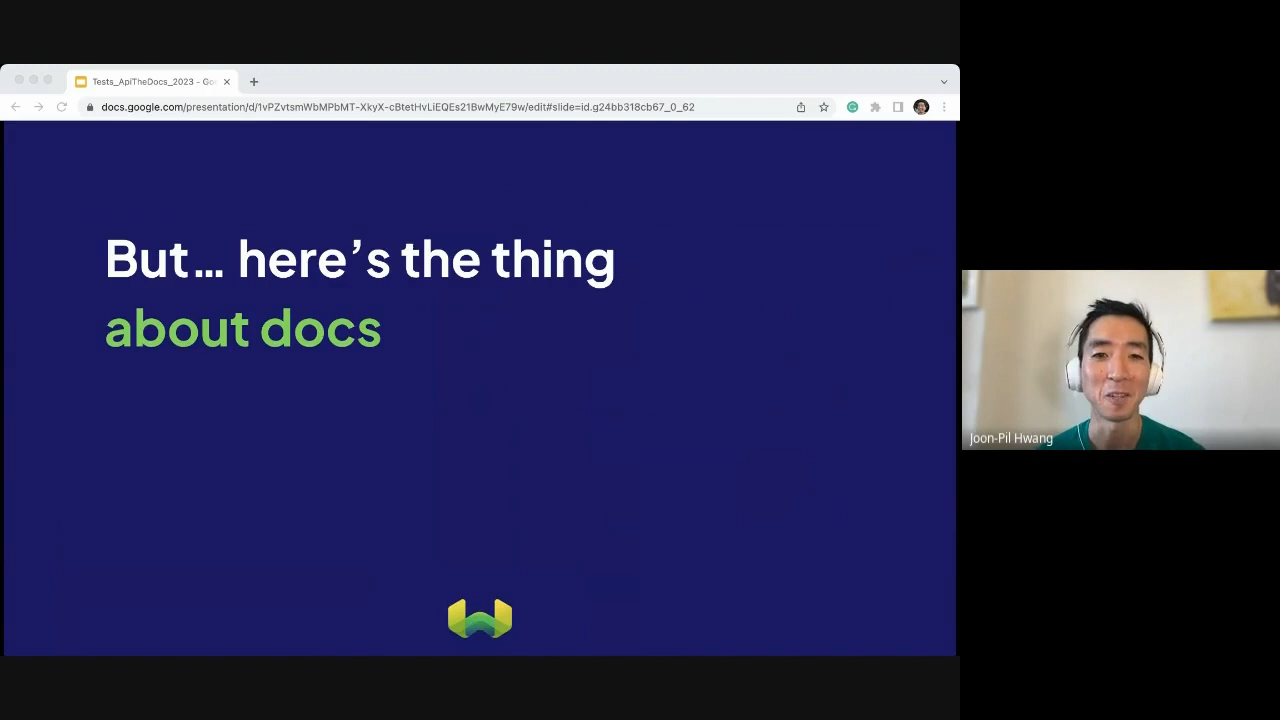 Tests_ApiTheDocs_2023 - Goo
docs.google.com/presentation/d/1vPZvtsmWbMPbMT-XkyX-cBtetHvLiEQEs21BwMyE79w/edit#slide=id.g24bb318cb67_0_62
But… here’s the thing
about docs
Joon-Pil Hwang